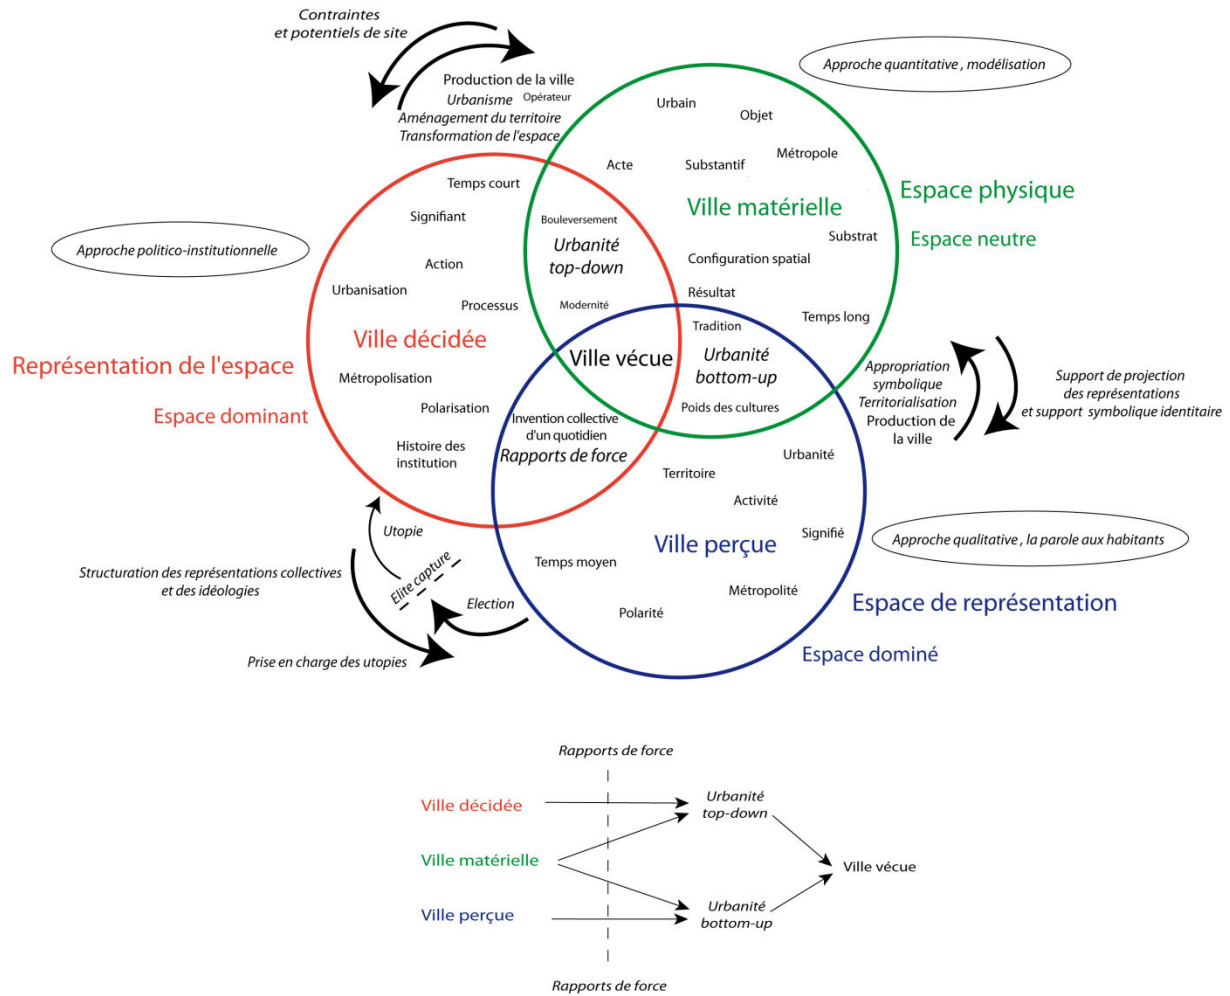 Contraintes
et potentiels de site
Production de la ville
Urbanisme
Opérateur
Aménagement du territoire
Transformation de l'espace
Approche quantitative , modélisation
Urbain
Objet
Métropole
Acte
Substantif
Ville matérielle
Espace physique
Espace neutre
Substrat
Configuration spatial
Résultat
Temps long
Temps court
Signifiant
Approche politico-institutionnelle
Action
Urbanisation
Processus
Ville décidée
Représentation de l'espace
Espace dominant
Métropolisation
Polarisation
Histoire des
institution
Bouleversement
Urbanité
top-down
Modernité
Ville vécue
Tradition
Urbanité
bottom-up
Poids des cultures
Invention collective
d'un quotidien
Rapports de force
Appropriation
symbolique
Territorialisation
Production de
la ville
Support de projection
des représentations
et support symbolique identitaire
Urbanité
Territoire
Activité
Signifié
Ville perçue
Approche qualitative , la parole aux habitants
Temps moyen
Métropolité
Polarité
Espace de représentation
Espace dominé
Utopie
Structuration des représentations collectives
et des idéologies
Elite capture
Election
Prise en charge des utopies
Rapports de force
Ville décidée
Urbanité
top-down
Ville matérielle
Ville vécue
Ville perçue
Urbanité
bottom-up
Rapports de force